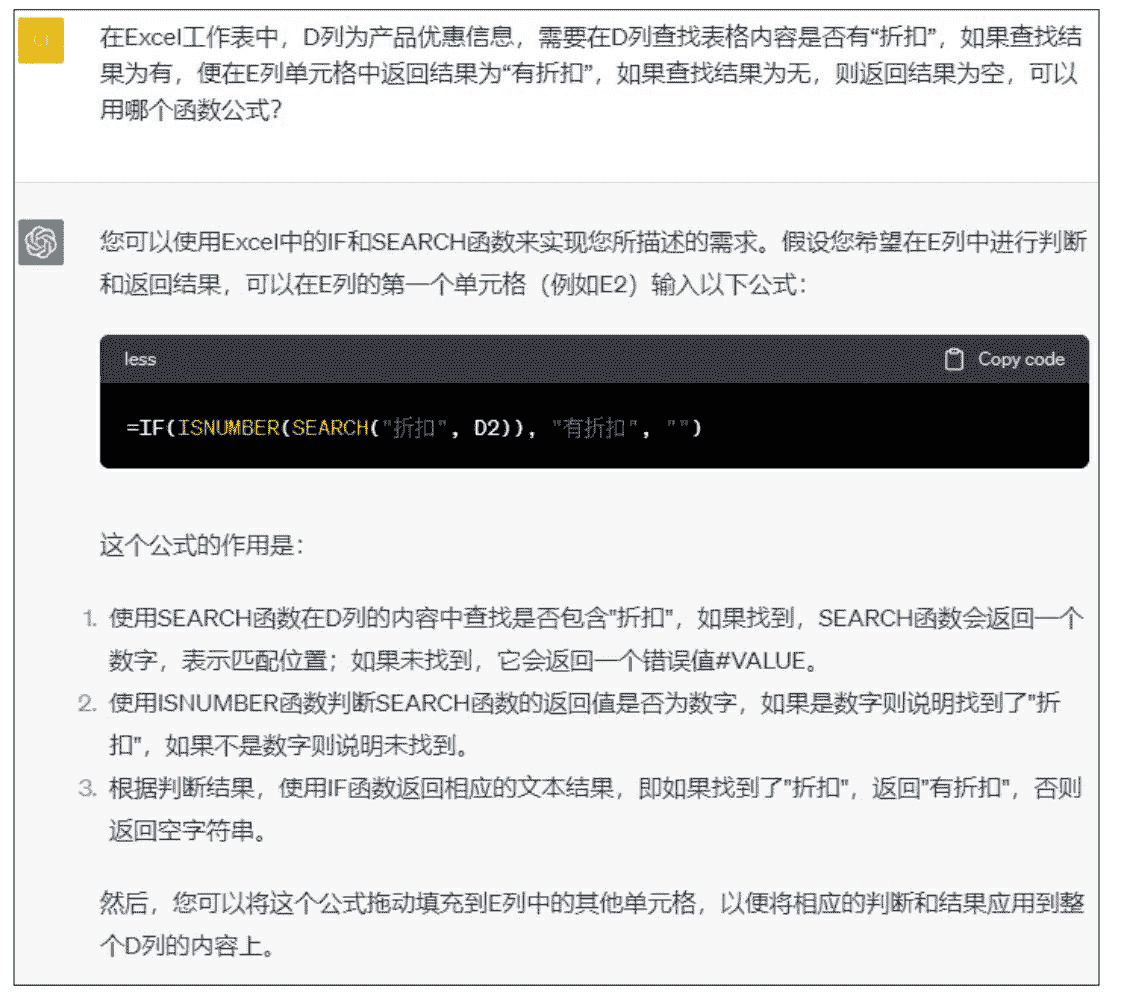 在Excel工作表中，D列为产品优惠信息，需要在D列查找表格内容是否有“折扣”，如果查找结
果为有，便在E列单元格中返回结果为“有折扣”，如果查找结果为无，则返回结果为空，可以
用哪个函数公式？
您可以使用Excel中的IF和SEARCH函数来实现您所描述的需求。假设您希望在E列中进行判断
和返回结果，可以在E列的第一个单元格（例如E2）输入以下公式：
less
Copy code
=IF(ISNUMBER(SEARCH("折扣", D2)), "有折扣", "")
这个公式的作用是：
1. 使用SEARCH函数在D列的内容中查找是否包含"折扣"，如果找到，SEARCH函数会返回一个
数字，表示匹配位置；如果未找到，它会返回一个错误值#VALUE。
2. 使用ISNUMBER函数判断SEARCH函数的返回值是否为数字，如果是数字则说明找到了"折
扣"，如果不是数字则说明未找到。
3. 根据判断结果，使用IF函数返回相应的文本结果，即如果找到了"折扣"，返回"有折扣"，否则
返回空字符串。
然后，您可以将这个公式拖动填充到E列中的其他单元格，以便将相应的判断和结果应用到整
个D列的内容上。